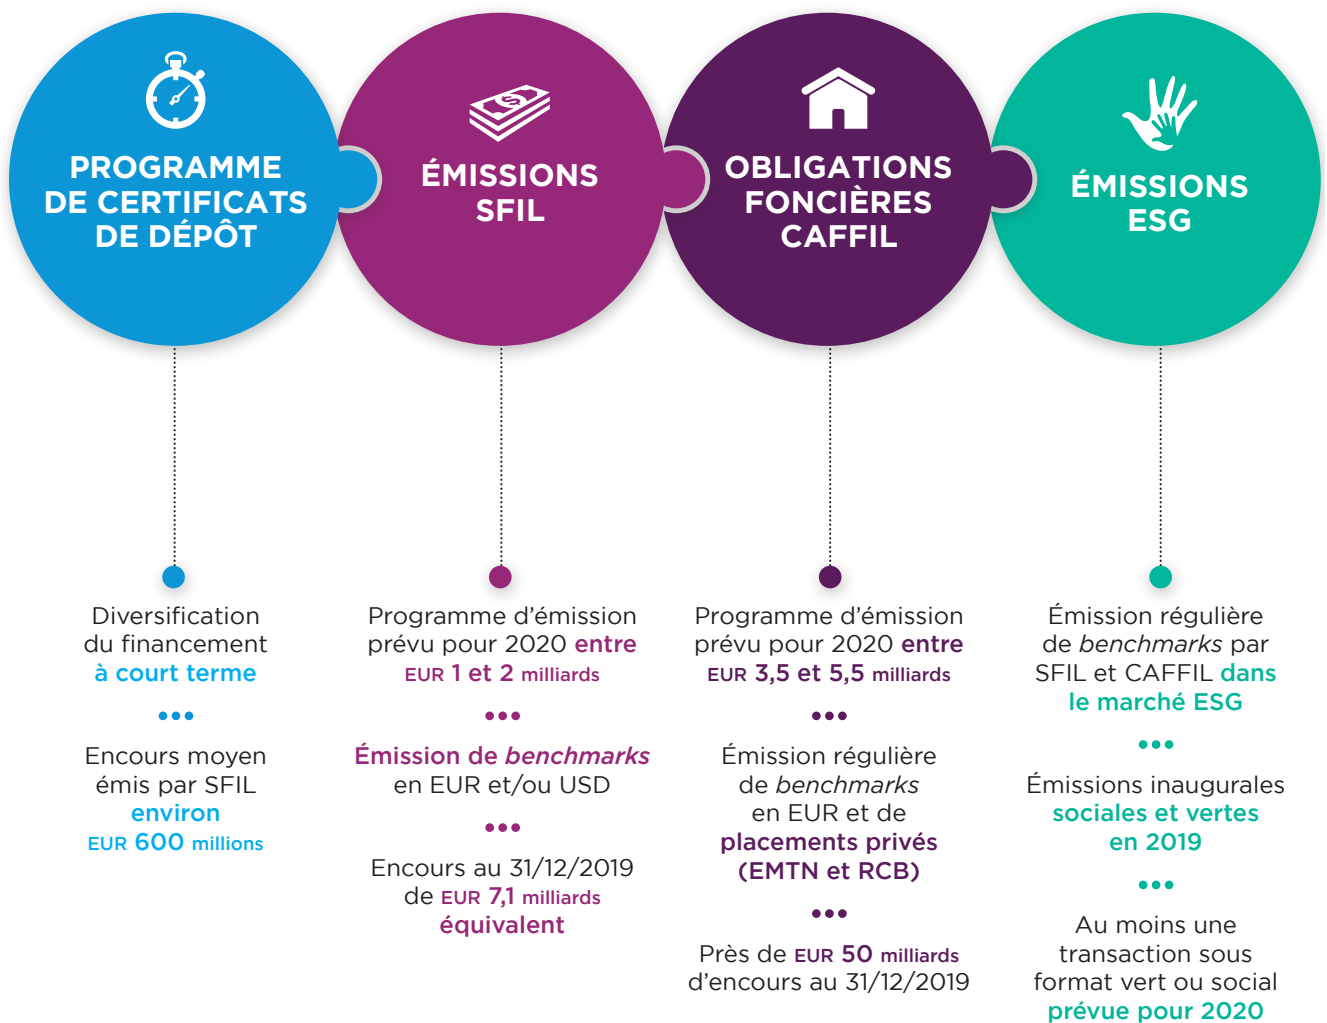 PROGRAMME
DE CERTIFICATS
DE DÉPÔT
ÉMISSIONS
SFIL
OBLIGATIONS
FONCIÈRES
CAFFIL
ÉMISSIONS
ESG
Diversification
du financement
à court terme
Encours moyen
émis par SFIL
environ
EUR 600 millions
Programme d'émission
prévu pour 2020 entre
EUR 1 et 2 milliards
Émission de benchmarks
en EUR et/ou USD
Encours au 31/12/2019
de EUR 7,1 milliards
équivalent
Programme d'émission
prévu pour 2020 entre
EUR 3,5 et 5,5 milliards
Émission régulière
de benchmarks
en EUR et de
placements privés
(EMTN et RCB)
Près de EUR 50 milliards
d'encours au 31/12/2019
Émission régulière
de benchmarks par
SFIL et CAFFIL dans
le marché ESG
Émissions inaugurales
sociales et vertes
en 2019
Au moins une
transaction sous
format vert ou social
prévue pour 2020